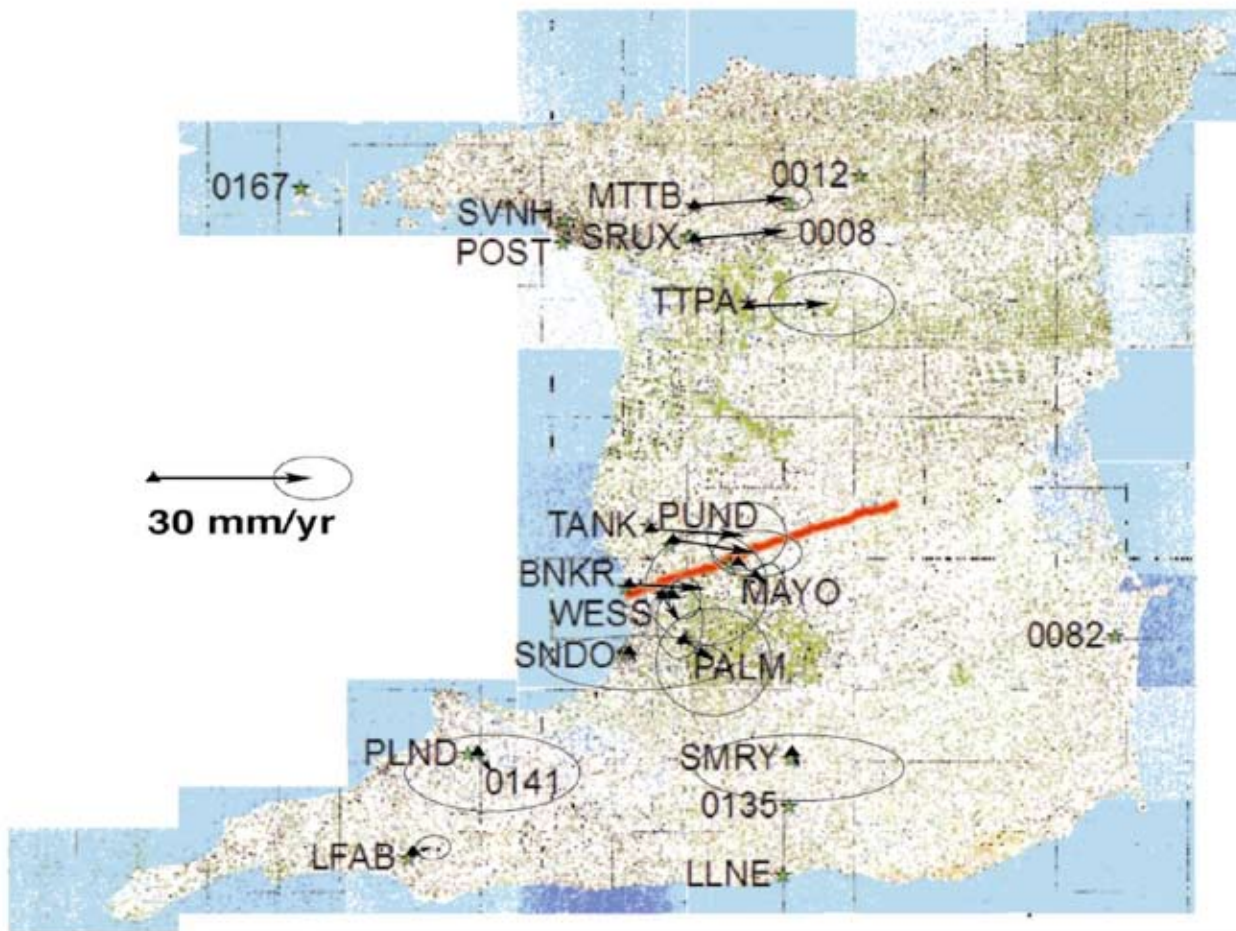 0167
0012
MTTB
SVNH
SRUX
0008
POST
TTPA
30 mm/yr
TANK
PUND
BNKR
MAYO
WESS
0082
SNDO
PALM
PLND
SMRY
0141
0135
LFAB
LLNE